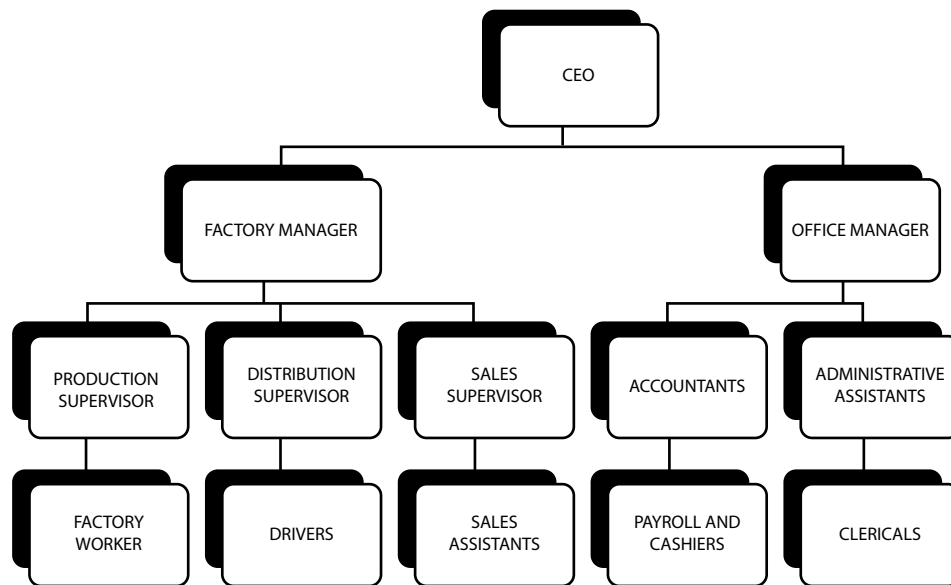 CEO
FACTORY MANAGER
OFFICE MANAGER
PRODUCTION
SUPERVISOR
DISTRIBUTION
SUPERVISOR
SALES
SUPERVISOR
ACCOUNTANTS
ADMINISTRATIVE
ASSISTANTS
FACTORY
WORKER
DRIVERS
SALES
ASSISTANTS
PAYROLL AND
CASHIERS
CLERICALS